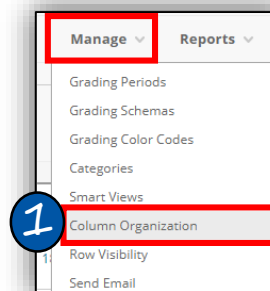 Manage Reports
Grading Periods
Grading Schemas
Grading Color Codes
Categories
Smart Views
1 Column Organization
Row Visibility
Send Email